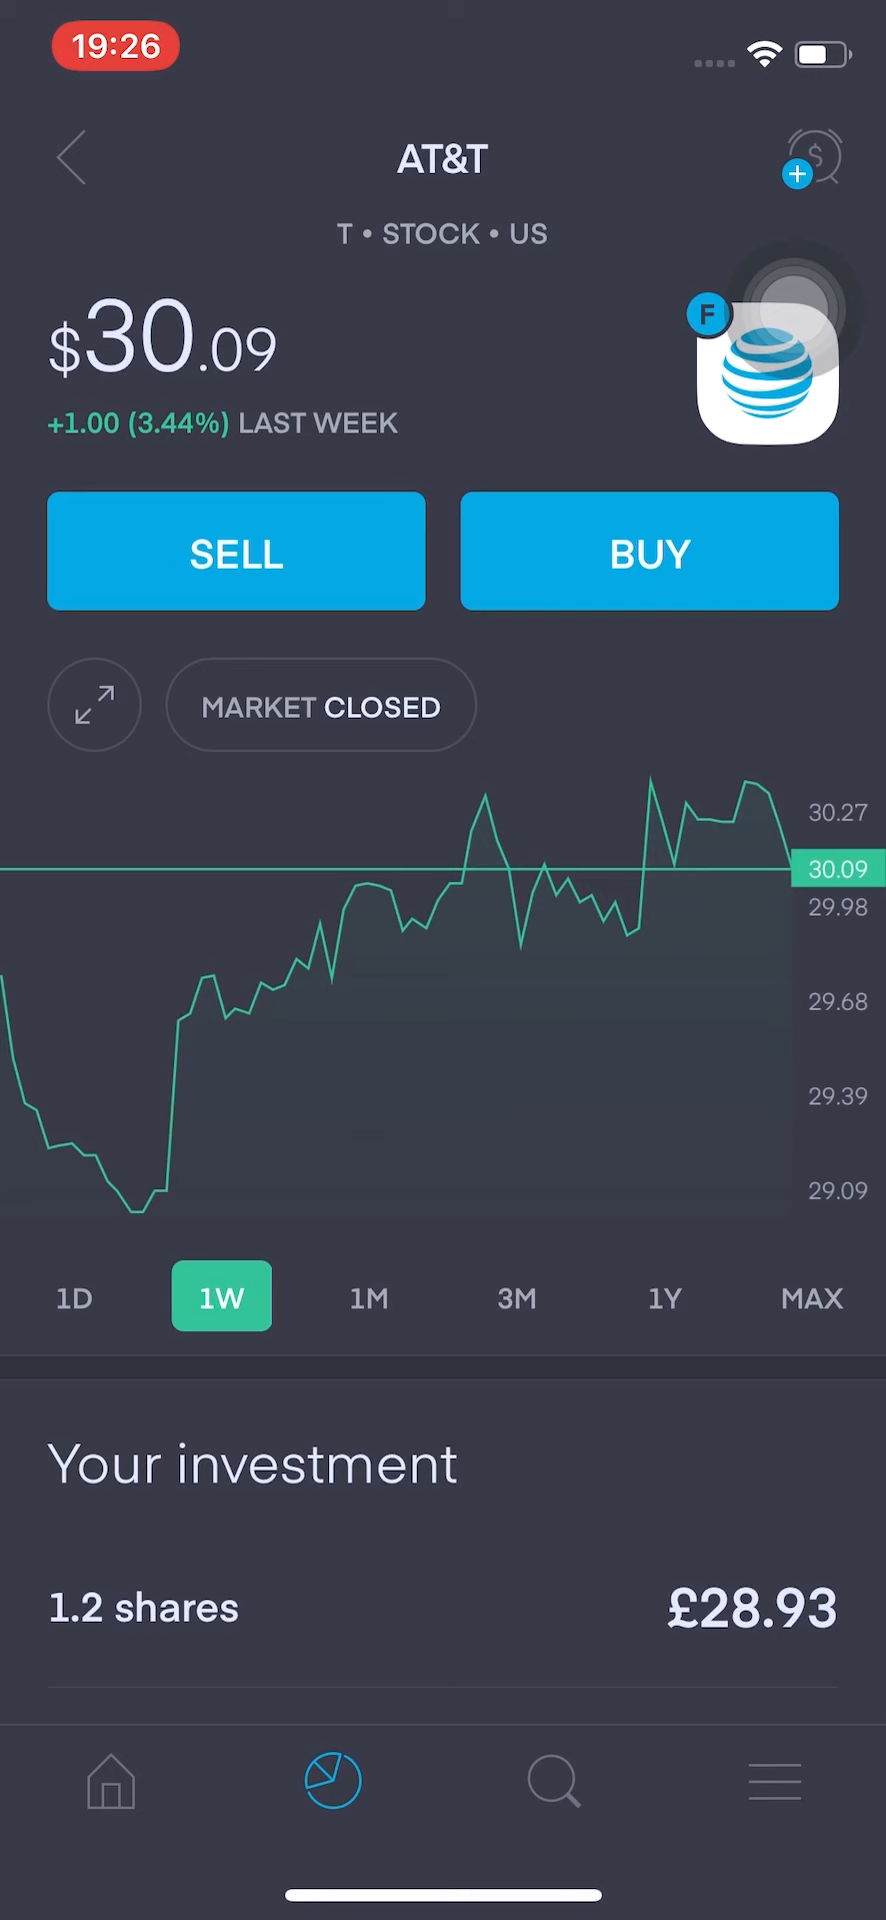 19:26
AT&T
T • STOCK • US
$30.09
F
+1.00 (3.44%) LAST WEEK
SELL BUY
MARKET CLOSED
30.27
30.09
29.98
29.68
29.39
29.09
1D 1W 1M 3M 1Y MAX
Your investment
1.2 shares £28.93